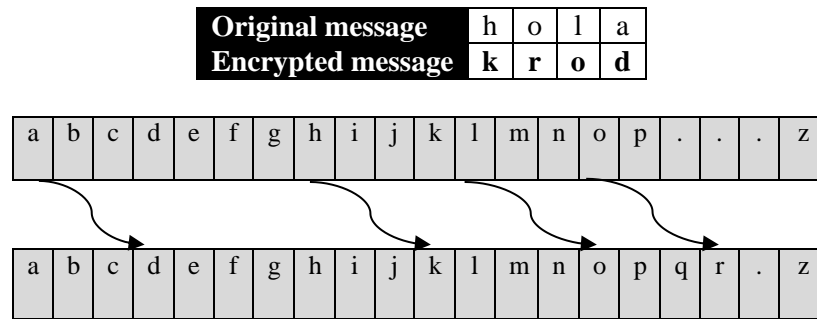 Original message h o l a
Encrypted message k r o d
a b c d e f g h i j k l m n o p . . . z
a b c d e f g h i j k l m n o p q r . z